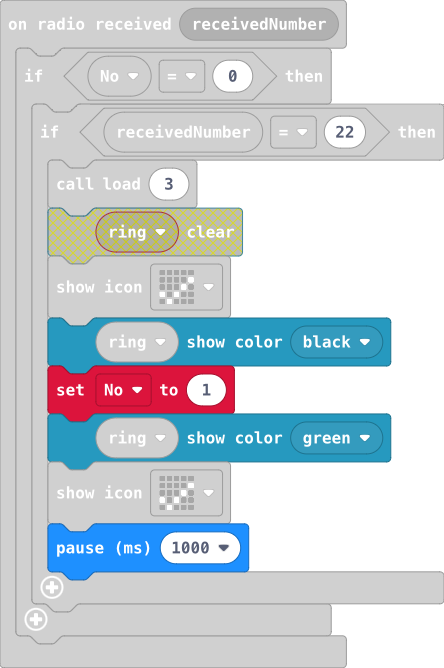 on radio received receivedNumber
if No = 0 then
if receivedNumber = 22 then
call load 3
ring clear
show icon
ring show color black
set No to 1
ring show color green
show icon
pause (ms) 1000